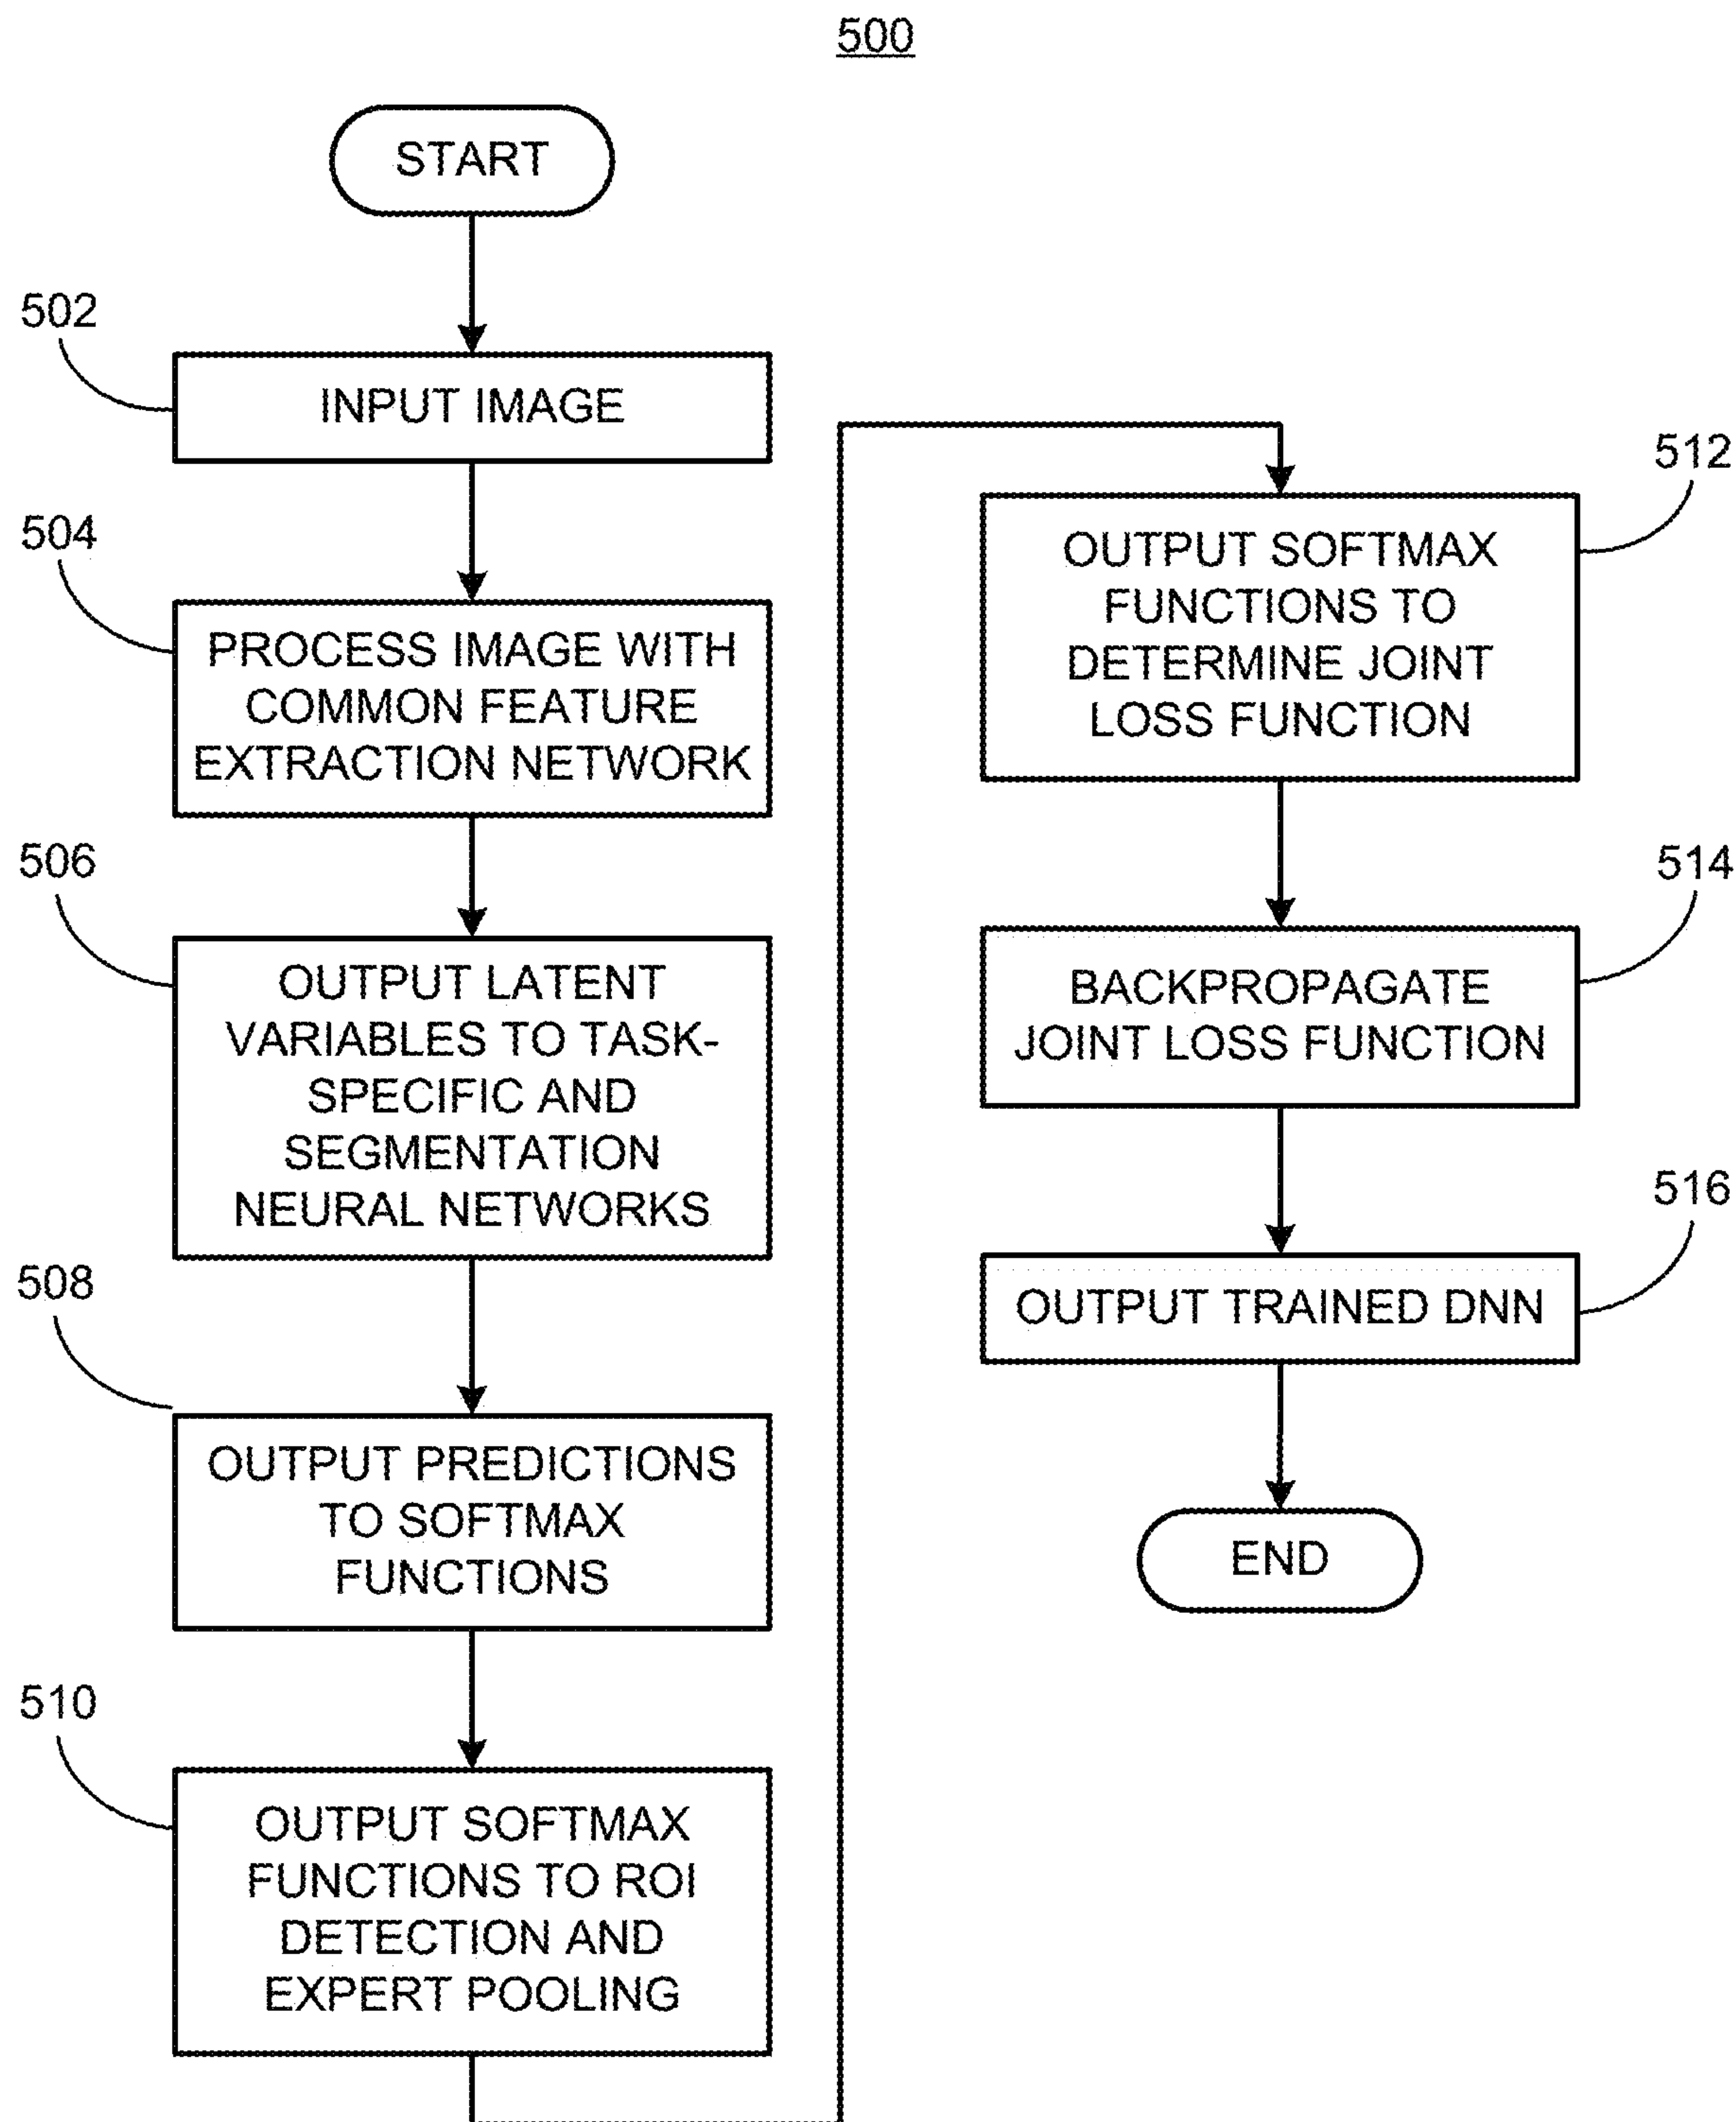 500
START
502
INPUT IMAGE
504
PROCESS IMAGE WITH
COMMON FEATURE
EXTRACTION NETWORK
506
OUTPUT LATENT
VARIABLES TO TASK-
SPECIFIC AND
SEGMENTATION
NEURAL NETWORKS
508
OUTPUT PREDICTIONS
TO SOFTMAX
FUNCTIONS
510
OUTPUT SOFTMAX
FUNCTIONS TO ROI
DETECTION AND
EXPERT POOLING
512
OUTPUT SOFTMAX
FUNCTIONS TO
DETERMINE JOINT
LOSS FUNCTION
514
BACKPROPAGATE
JOINT LOSS FUNCTION
516
OUTPUT TRAINED DNN
END